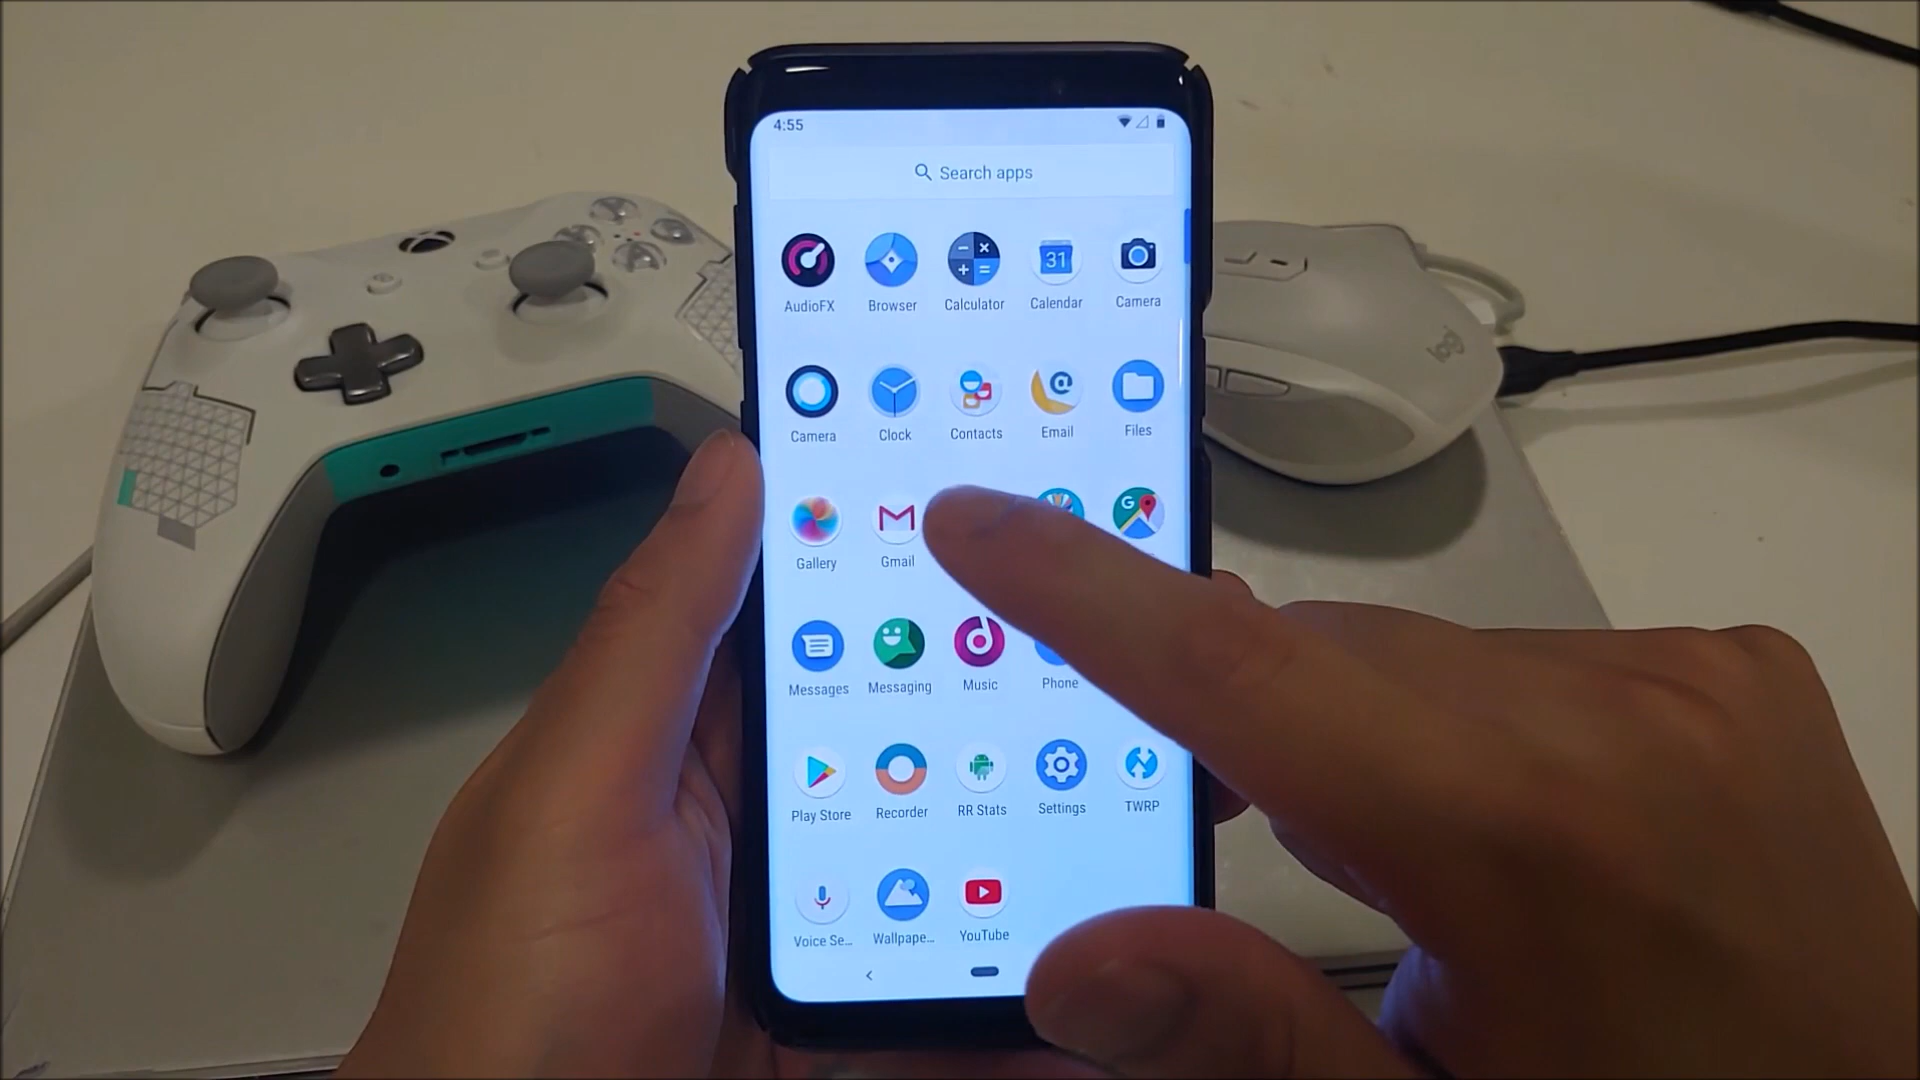 4:55
Search apps
AudioFX
Browser
Calculator
31
Calendar
Camera
Camera
Clock
Contacts
@
Email
Files
Gallery
Gmail
G
Messages
Messaging
Music
Phone
Play Store
Recorder
RR Stats
Settings
TWRP
Voice Se...
Wallpape...
YouTube
logi